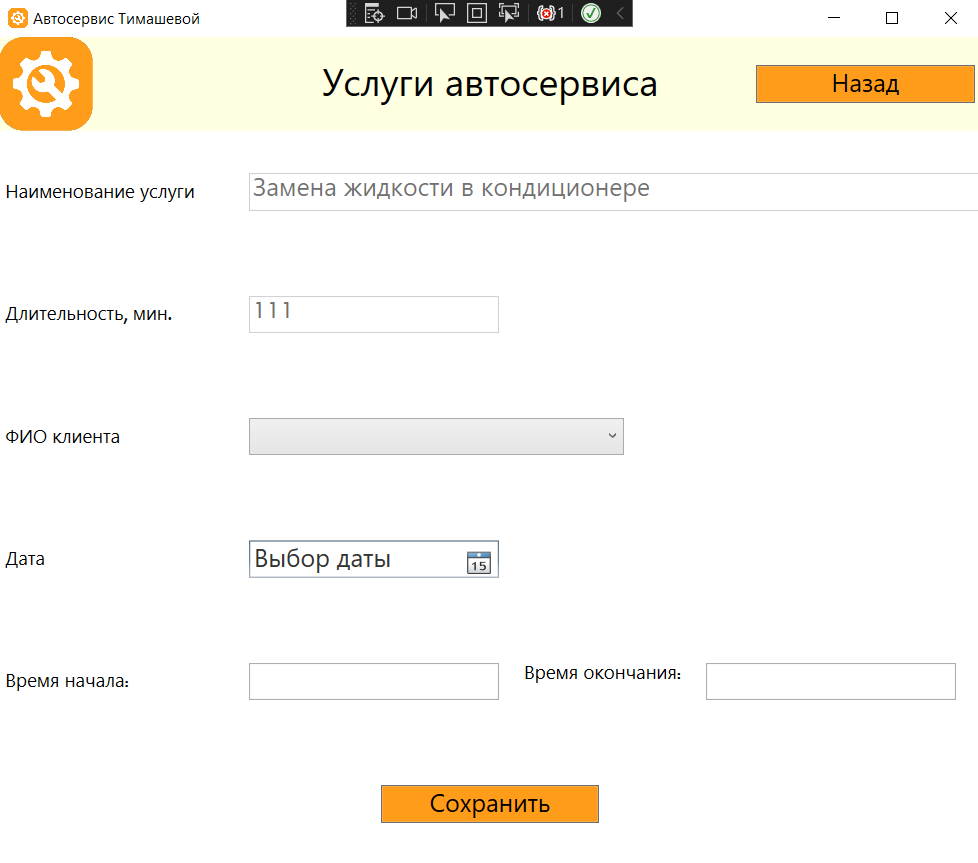 Автосервис Тимашевой
1
Услуги автосервиса
Назад
Наименование услуги
Замена жидкости в кондиционере
Длительность, мин.
111
ФИО клиента
Дата
Выбор даты
15
Время начала:
Время окончания:
Сохранить